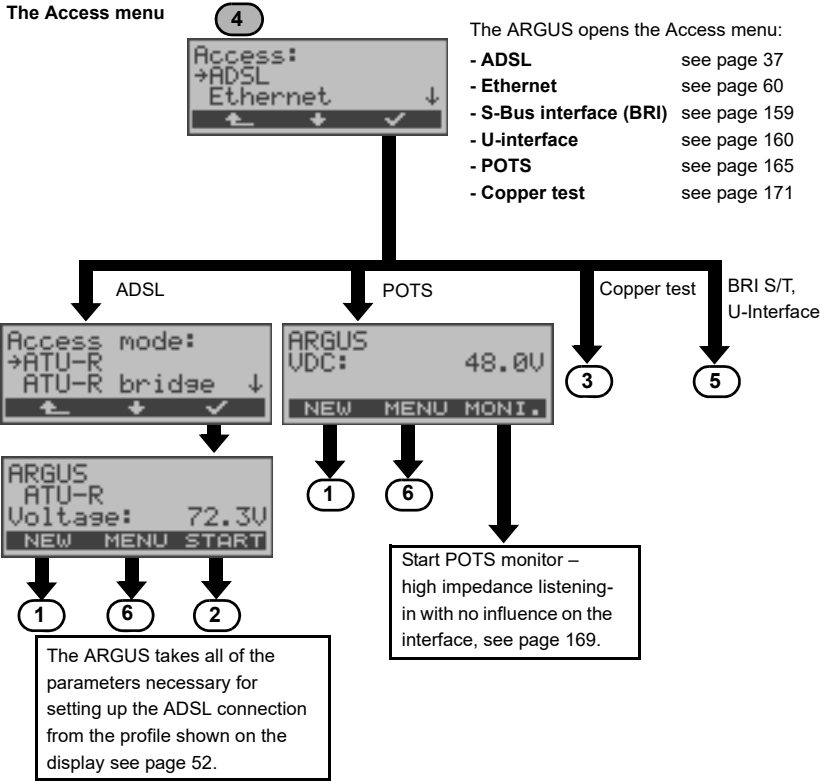 The Access menu
4
Access:
→ADSL
Ethernet ↓
The ARGUS opens the Access menu:
- ADSL see page 37
- Ethernet see page 60
- S-Bus interface (BRI) see page 159
- U-interface see page 160
- POTS see page 165
- Copper test see page 171
ADSL
POTS
Copper test
BRI S/T,
U-Interface
Access mode:
→ATU-R
ATU-R bridge ↓
ARGUS
VDC: 48.0V
NEW MENU MONI.
3
5
1
6
ARGUS
ATU-R
Voltage: 72.3V
NEW MENU START
1
6
2
Start POTS monitor –
high impedance listening-
in with no influence on the
interface, see page 169.
The ARGUS takes all of the
parameters necessary for
setting up the ADSL connection
from the profile shown on the
display see page 52.